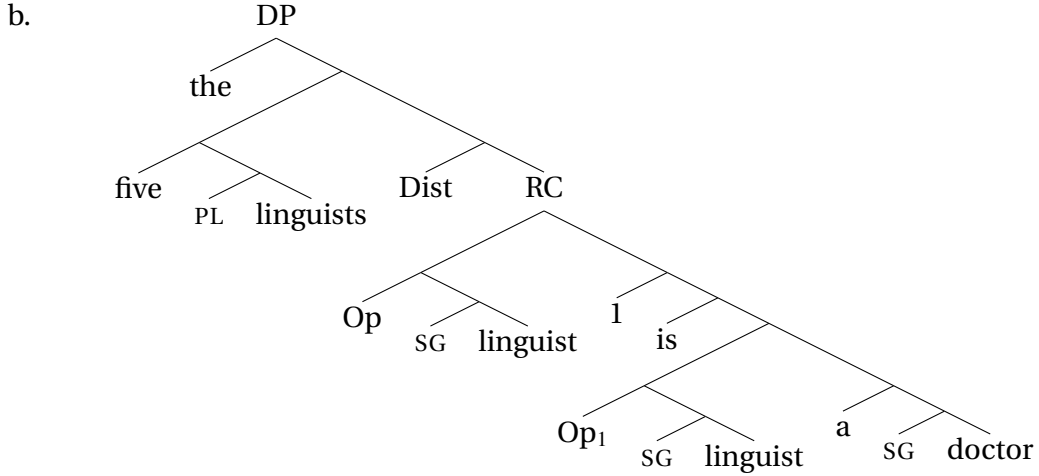 b.
DP
the
five
PL
linguists
Dist
RC
Op
SG
linguist
1
is
Op1
SG
linguist
a
SG
doctor